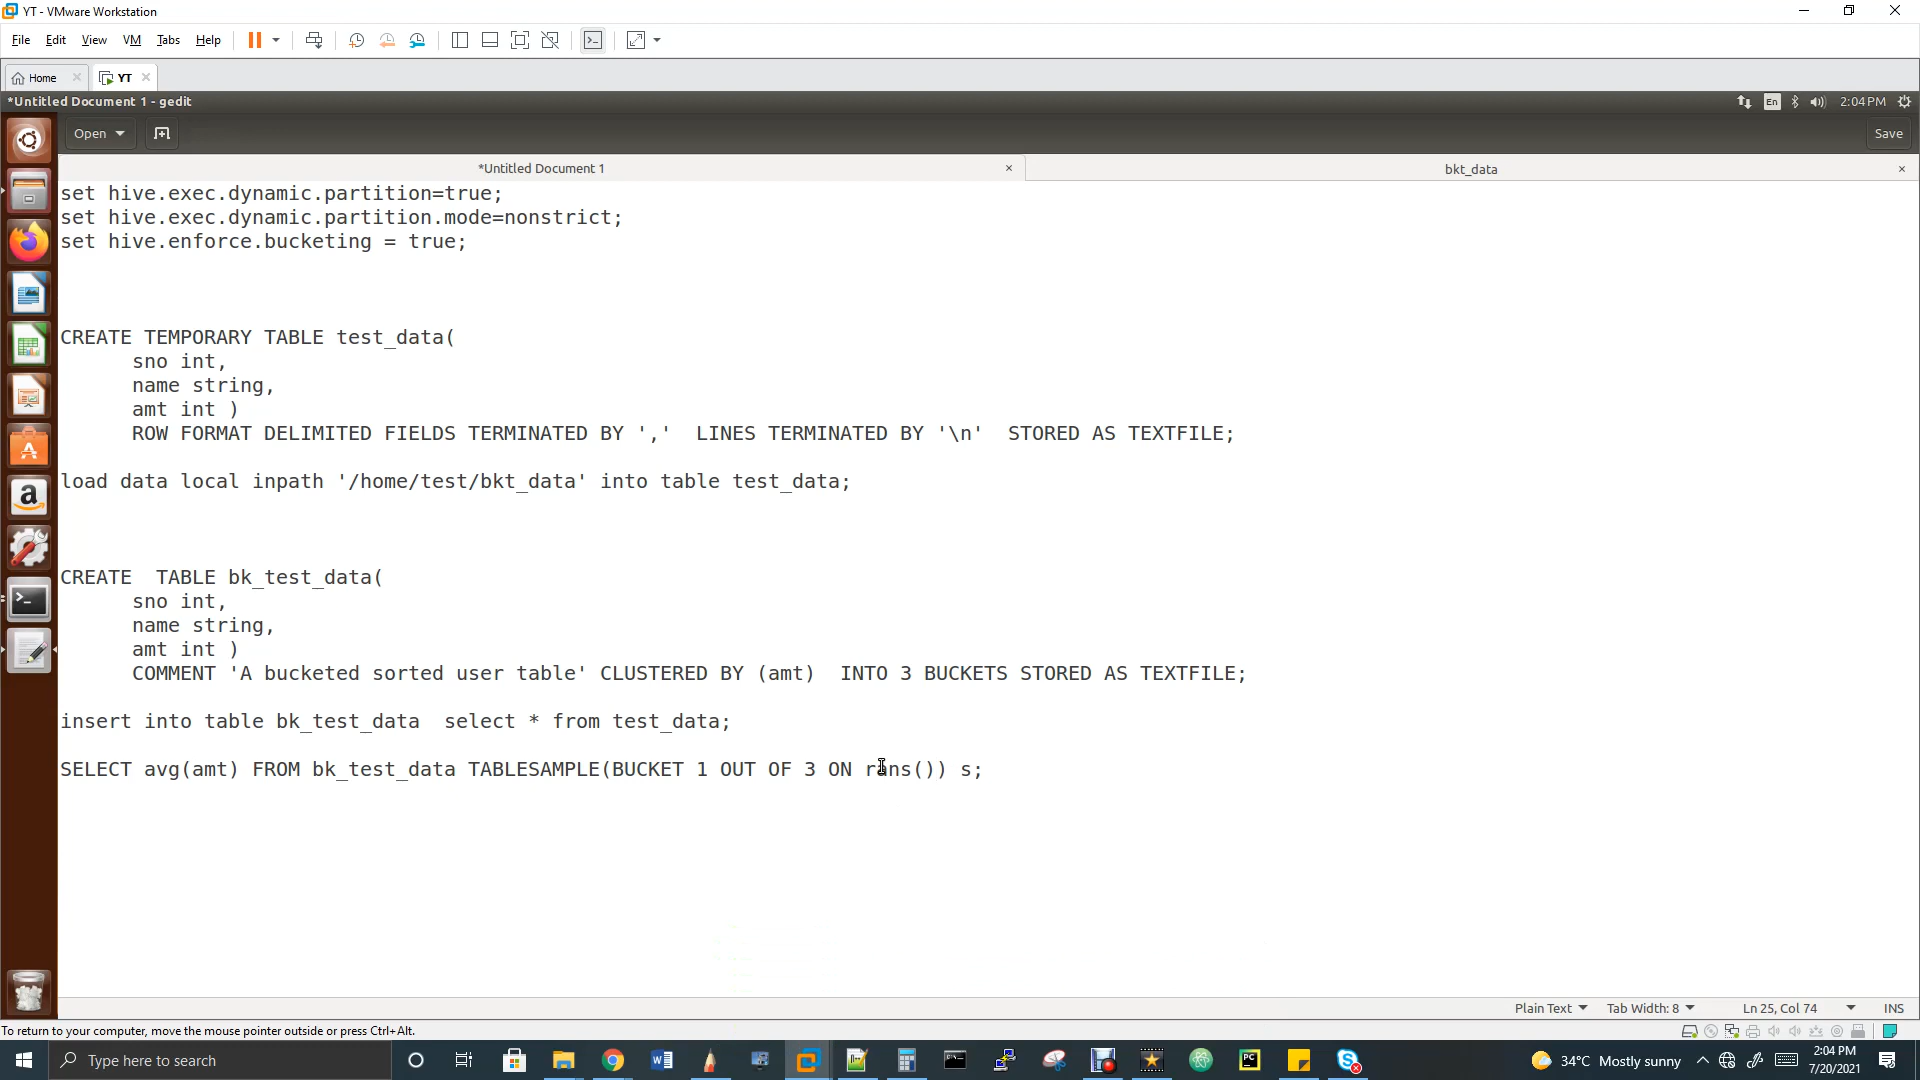 YT - VMware Workstation
File Edit View VM Tabs Help
Home YT
*Untitled Document 1 - gedit
En 2:04 PM
Open Save
*Untitled Document 1 bkt_data
set hive.exec.dynamic.partition=true;
set hive.exec.dynamic.partition.mode=nonstrict;
set hive.enforce.bucketing = true;
CREATE TEMPORARY TABLE test_data(
sno int,
name string,
amt int )
ROW FORMAT DELIMITED FIELDS TERMINATED BY ','  LINES TERMINATED BY '\n'  STORED AS TEXTFILE;
load data local inpath '/home/test/bkt_data' into table test_data;
CREATE  TABLE bk_test_data(
sno int,
name string,
amt int )
COMMENT 'A bucketed sorted user table' CLUSTERED BY (amt)  INTO 3 BUCKETS STORED AS TEXTFILE;
insert into table bk_test_data  select * from test_data;
SELECT avg(amt) FROM bk_test_data TABLESAMPLE(BUCKET 1 OUT OF 3 ON rans()) s;
Plain Text Tab Width: 8 Ln 25, Col 74 INS
To return to your computer, move the mouse pointer outside or press Ctrl+Alt.
Type here to search 34°C Mostly sunny 2:04 PM
7/20/2021